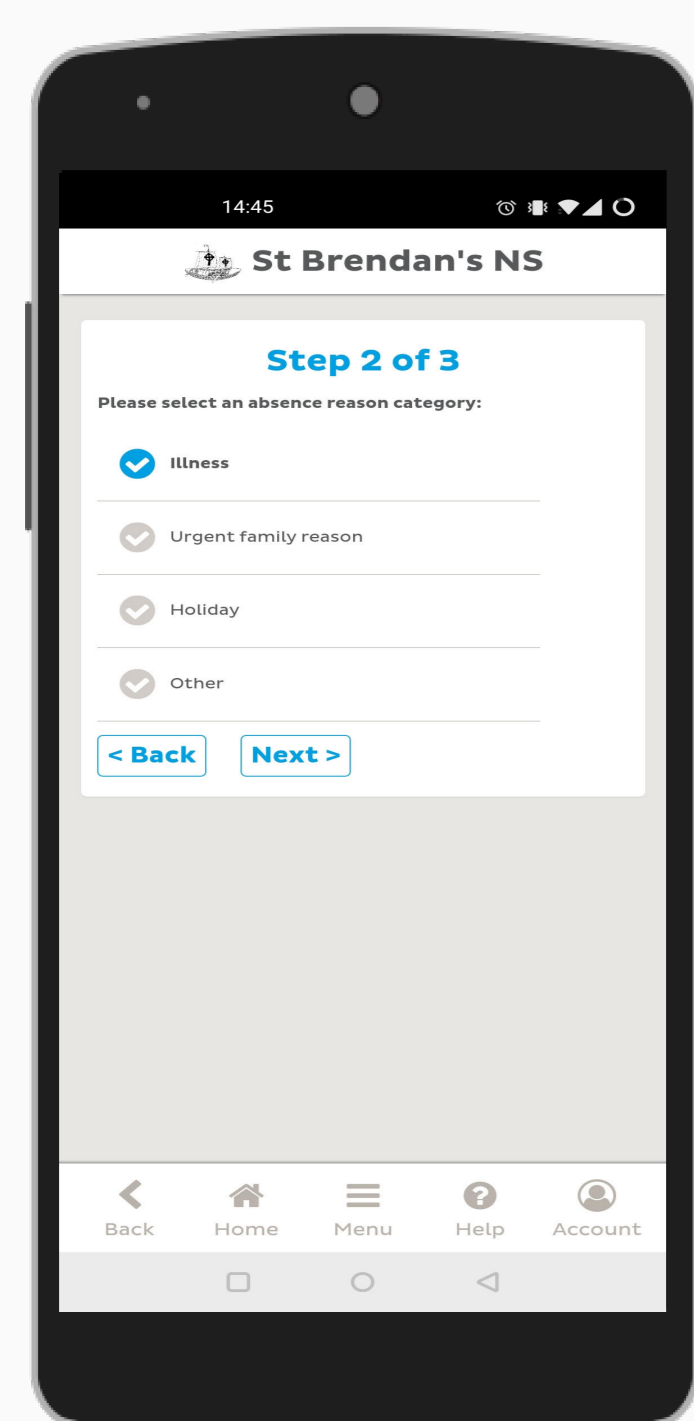 14:45
St Brendan's NS
Step 2 of 3
Please select an absence reason category:
Illness
Urgent family reason
Holiday
Other
< Back Next >
Back Home Menu Help Account